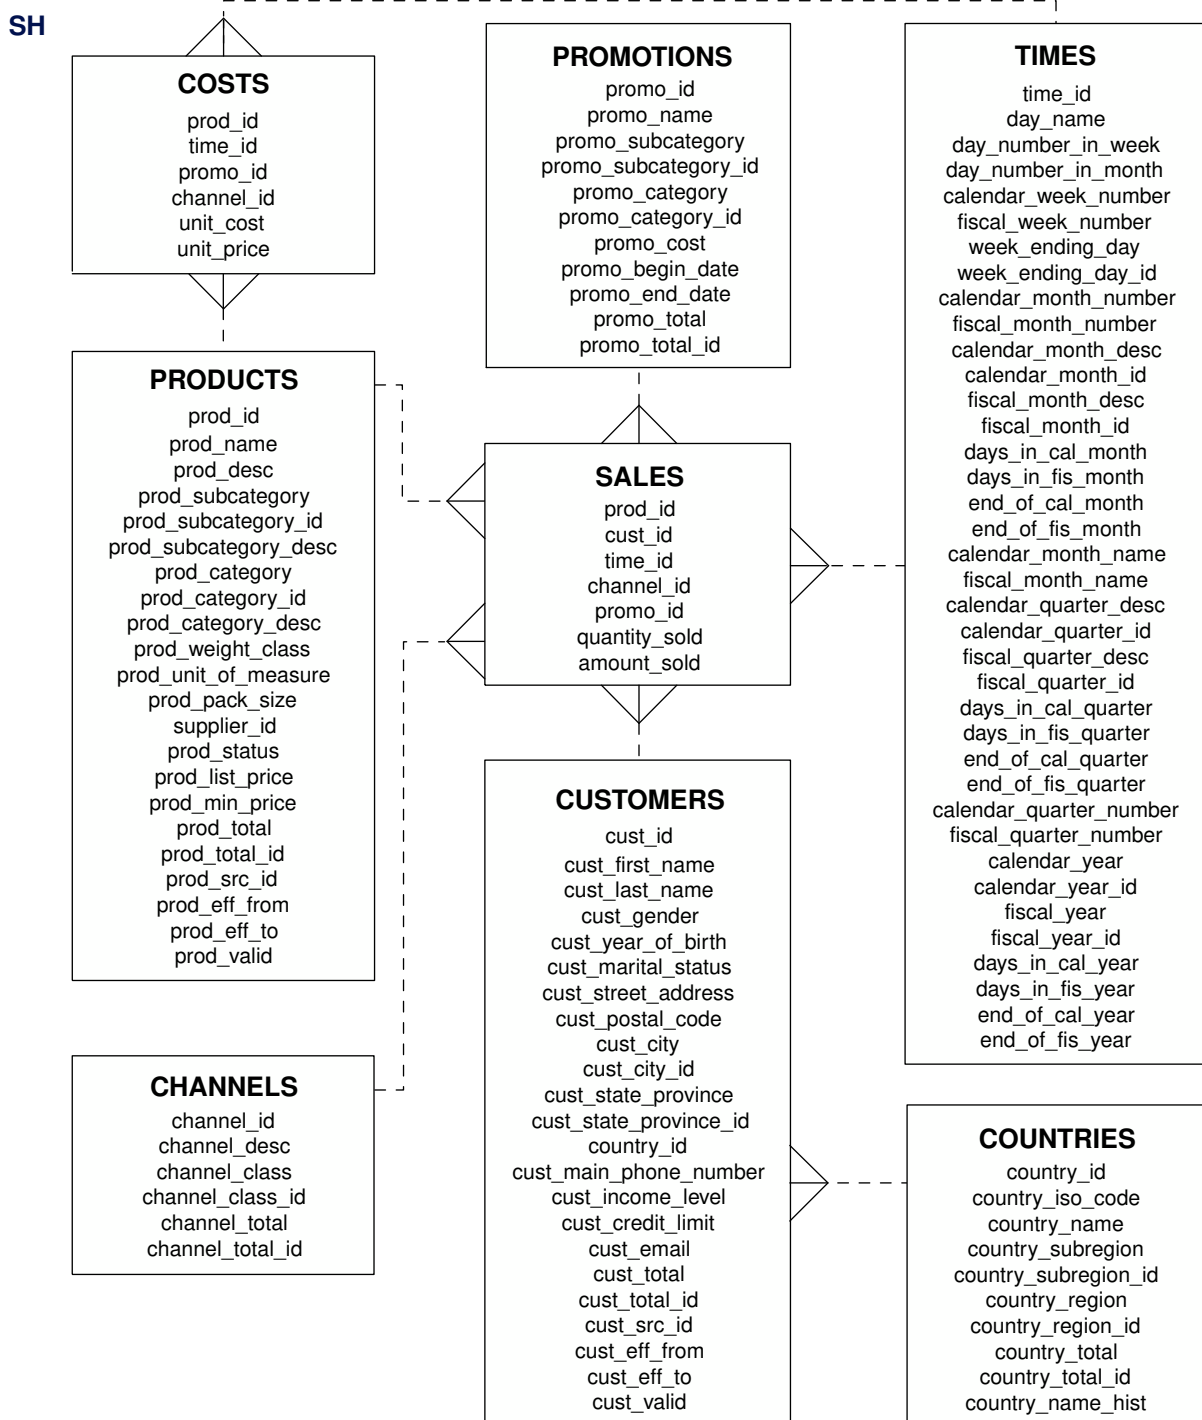 SH
COSTS
prod_id
time_id
promo_id
channel_id
unit_cost
unit_price
PROMOTIONS
promo_id
promo_name
promo_subcategory
promo_subcategory_id
promo_category
promo_category_id
promo_cost
promo_begin_date
promo_end_date
promo_total
promo_total_id
TIMES
time_id
day_name
day_number_in_week
day_number_in_month
calendar_week_number
fiscal_week_number
week_ending_day
week_ending_day_id
calendar_month_number
fiscal_month_number
calendar_month_desc
calendar_month_id
fiscal_month_desc
fiscal_month_id
days_in_cal_month
days_in_fis_month
end_of_cal_month
end_of_fis_month
calendar_month_name
fiscal_month_name
calendar_quarter_desc
calendar_quarter_id
fiscal_quarter_desc
fiscal_quarter_id
days_in_cal_quarter
days_in_fis_quarter
end_of_cal_quarter
end_of_fis_quarter
calendar_quarter_number
fiscal_quarter_number
calendar_year
calendar_year_id
fiscal_year
fiscal_year_id
days_in_cal_year
days_in_fis_year
end_of_cal_year
end_of_fis_year
PRODUCTS
prod_id
prod_name
prod_desc
prod_subcategory
prod_subcategory_id
prod_subcategory_desc
prod_category
prod_category_id
prod_category_desc
prod_weight_class
prod_unit_of_measure
prod_pack_size
supplier_id
prod_status
prod_list_price
prod_min_price
prod_total
prod_total_id
prod_src_id
prod_eff_from
prod_eff_to
prod_valid
SALES
prod_id
cust_id
time_id
channel_id
promo_id
quantity_sold
amount_sold
CUSTOMERS
cust_id
cust_first_name
cust_last_name
cust_gender
cust_year_of_birth
cust_marital_status
cust_street_address
cust_postal_code
cust_city
cust_city_id
cust_state_province
cust_state_province_id
country_id
cust_main_phone_number
cust_income_level
cust_credit_limit
cust_email
cust_total
cust_total_id
cust_src_id
cust_eff_from
cust_eff_to
cust_valid
CHANNELS
channel_id
channel_desc
channel_class
channel_class_id
channel_total
channel_total_id
COUNTRIES
country_id
country_iso_code
country_name
country_subregion
country_subregion_id
country_region
country_region_id
country_total
country_total_id
country_name_hist